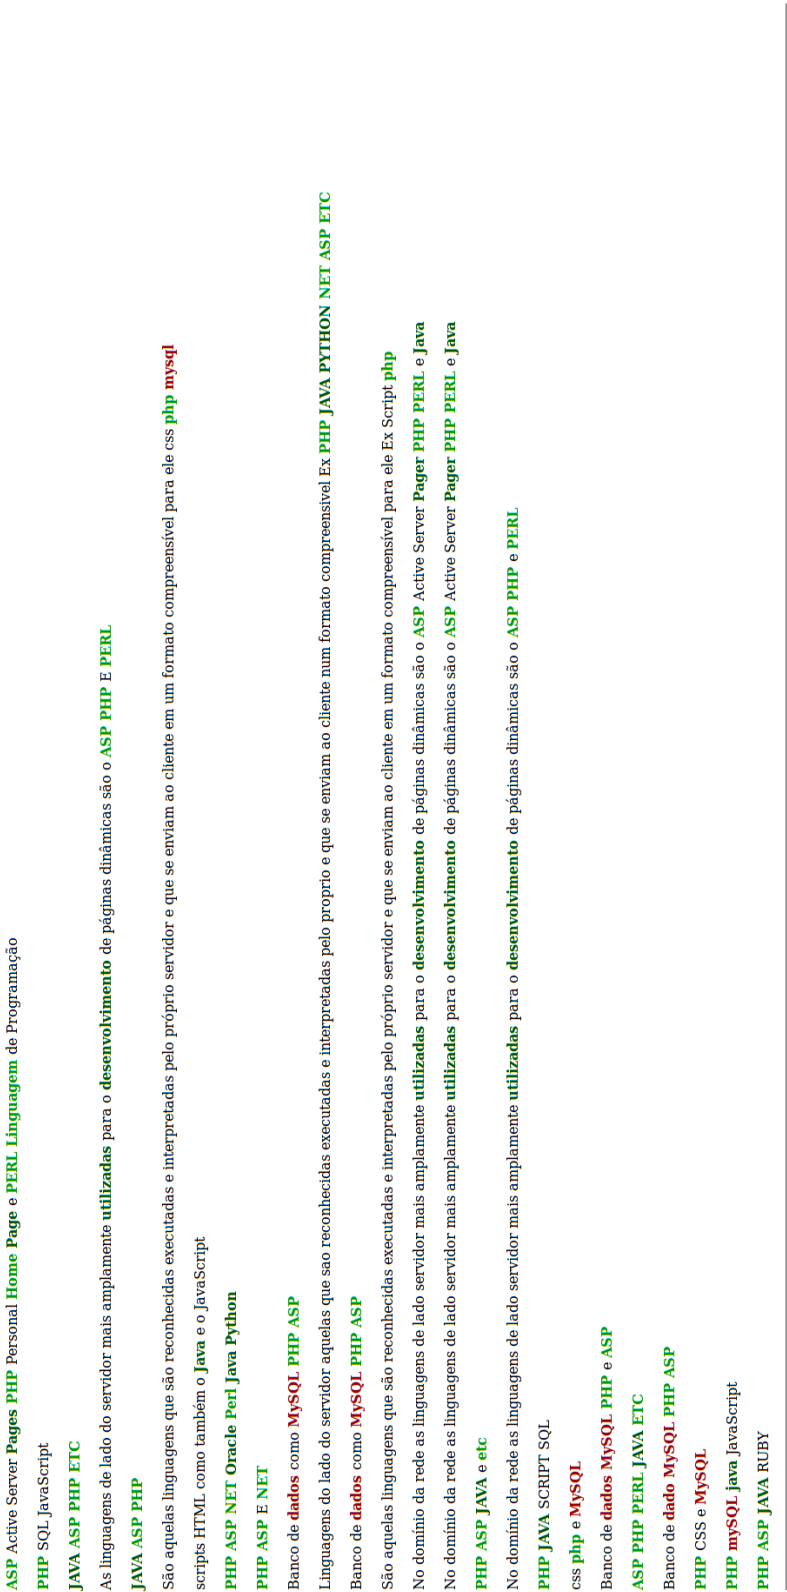 ASP Active Server Pages PHP Personal Home Page e PERL Linguagem de Programação
PHP SQL JavaScript
JAVA ASP PHP ETC
As linguagens de lado do servidor mais amplamente utilizadas para o desenvolvimento de páginas dinâmicas são o ASP PHP E PERL
JAVA ASP PHP
São aquelas linguagens que são reconhecidas executadas e interpretadas pelo próprio servidor e que se enviam ao cliente em um formato compreensível para ele css php mysql
scripts HTML como também o Java e o JavaScript
PHP ASP NET Oracle Perl Java Python
PHP ASP E NET
Banco de dados como MySQL PHP ASP
Linguagens do lado do servidor aquelas que sao reconhecidas executadas e interpretadas pelo proprio e que se enviam ao cliente num formato compreensivel Ex PHP JAVA PYTHON NET ASP ETC
Banco de dados como MySQL PHP ASP
São aquelas linguagens que são reconhecidas executadas e interpretadas pelo próprio servidor e que se enviam ao cliente em um formato compreensível para ele Ex Script php
No domínio da rede as linguagens de lado servidor mais amplamente utilizadas para o desenvolvimento de páginas dinâmicas são o ASP Active Server Pager PHP PERL e Java
No domínio da rede as linguagens de lado servidor mais amplamente utilizadas para o desenvolvimento de páginas dinâmicas são o ASP Active Server Pager PHP PERL e Java
PHP ASP JAVA e etc
No domínio da rede as linguagens de lado servidor mais amplamente utilizadas para o desenvolvimento de páginas dinâmicas são o ASP PHP e PERL
PHP JAVA SCRIPT SQL
css php e MySQL
Banco de dados MySQL PHP e ASP
ASP PHP PERL JAVA ETC
Banco de dado MySQL PHP ASP
PHP CSS e MySQL
PHP mySQL java JavaScript
PHP ASP JAVA RUBY